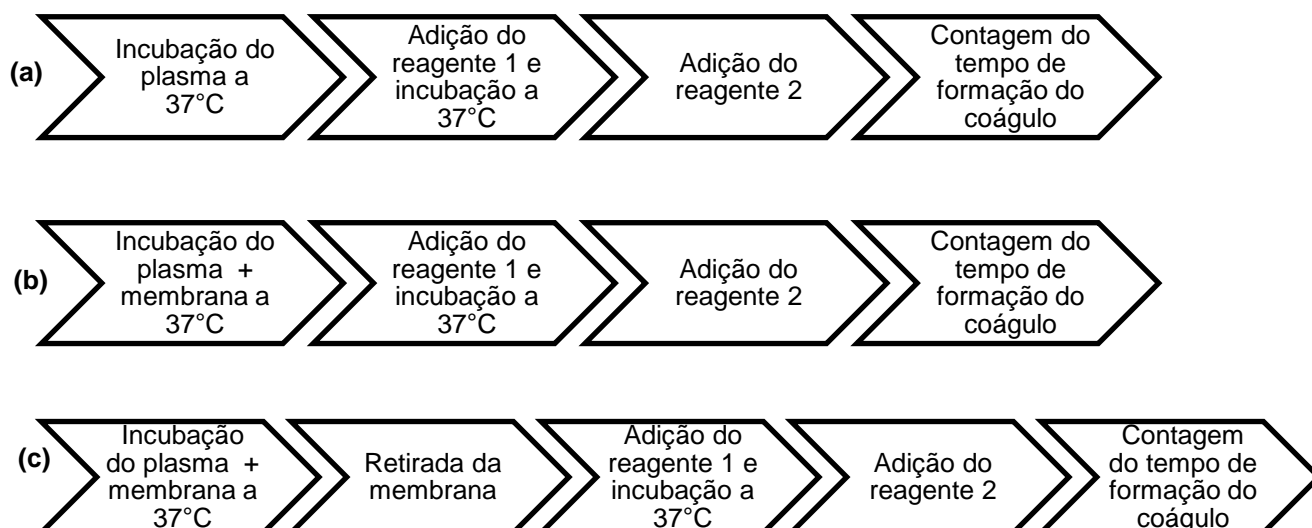 (a)
Incubação do
plasma a
37°C
Adição do
reagente 1 e
incubação a
37°C
Adição do
reagente 2
Contagem do
tempo de
formação do
coágulo
(b)
Incubação do
plasma +
membrana a
37°C
Adição do
reagente 1 e
incubação a
37°C
Adição do
reagente 2
Contagem do
tempo de
formação do
coágulo
(c)
Incubação
do plasma +
membrana a
37°C
Retirada da
membrana
Adição do
reagente 1 e
incubação a
37°C
Adição do
reagente 2
Contagem
do tempo de
formação do
coágulo